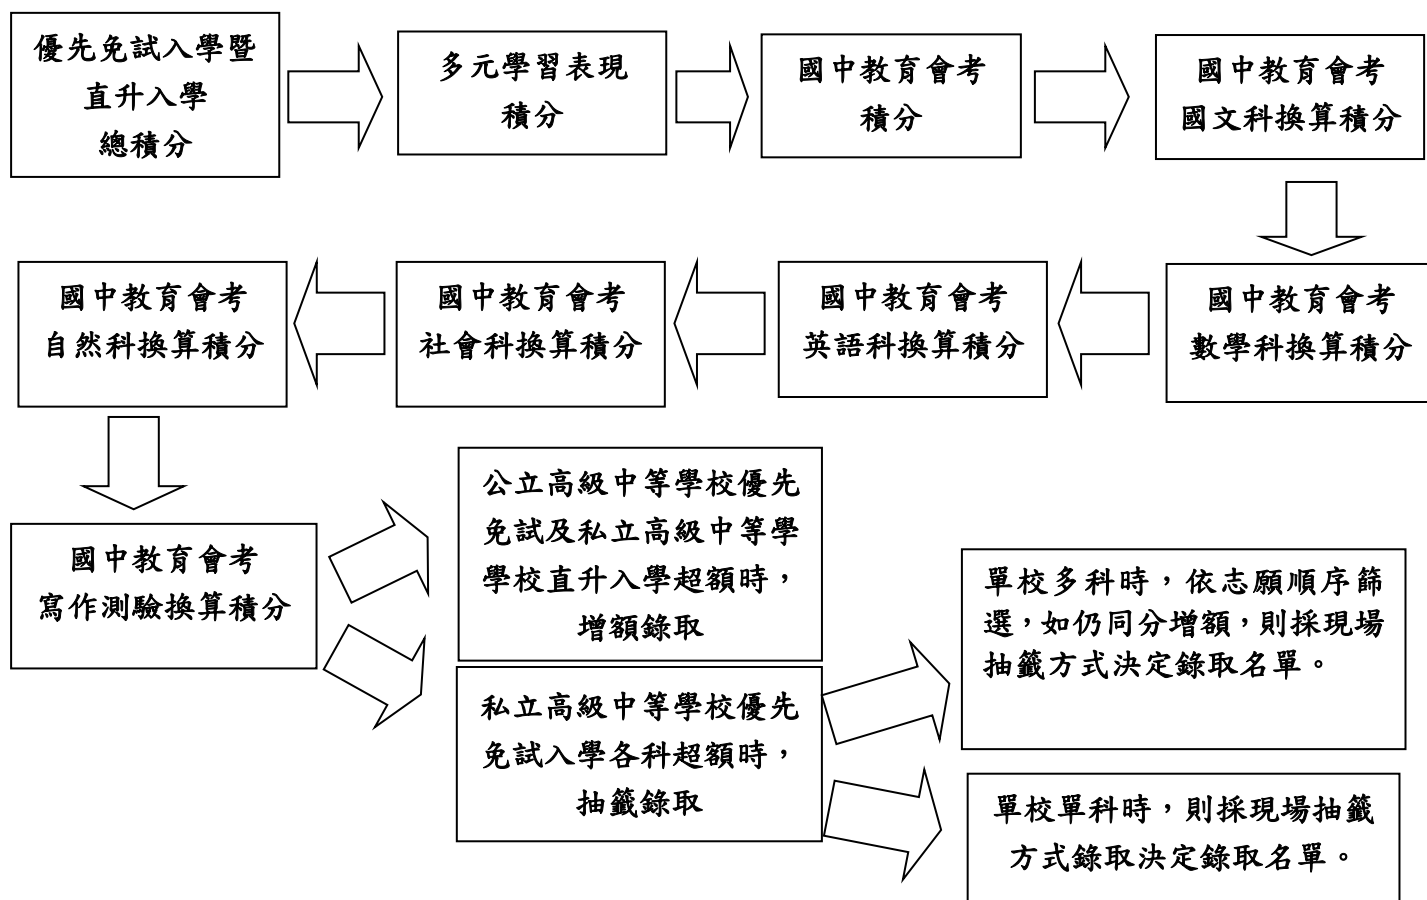 優先免試入學暨
直升入學
總積分
多元學習表現
積分
國中教育會考
積分
國中教育會考
國文科換算積分
國中教育會考
數學科換算積分
國中教育會考
英語科換算積分
國中教育會考
社會科換算積分
國中教育會考
自然科換算積分
國中教育會考
寫作測驗換算積分
公立高級中等學校優先
免試及私立高級中等學
學校直升入學超額時，
增額錄取
私立高級中等學校優先
免試入學各科超額時，
抽籤錄取
單校多科時，依志願順序篩
選，如仍同分增額，則採現場
抽籤方式決定錄取名單。
單校單科時，則採現場抽籤
方式錄取決定錄取名單。